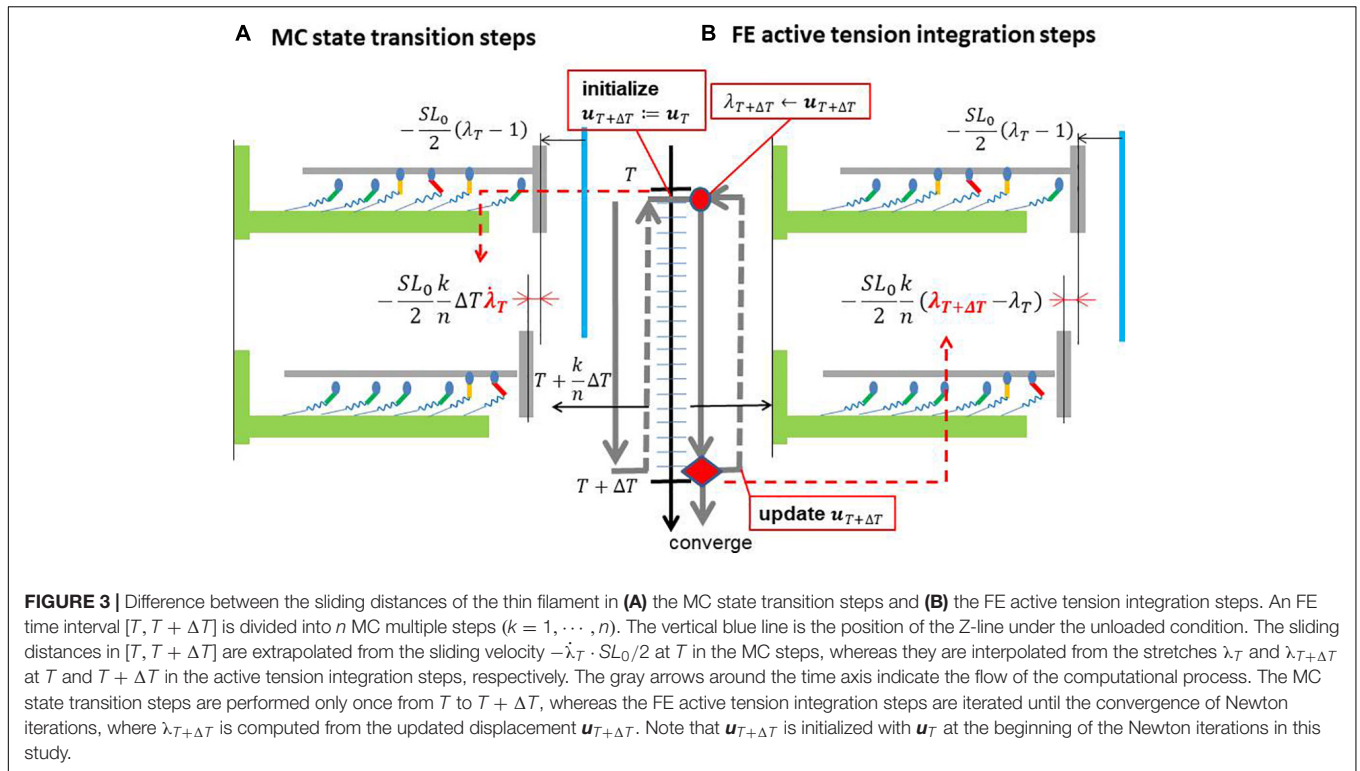 A MC state transition steps
B FE active tension integration steps
initialize
𝒖_{T+ΔT} := 𝒖_T
λ_{T+ΔT} ← 𝒖_{T+ΔT}
−SL₀/2 (λ_T − 1)
−SL₀/2 (λ_T − 1)
T
−SL₀/2 k/n ΔT λ̇_T
−SL₀/2 k/n (λ_{T+ΔT} − λ_T)
T + k/n ΔT
T + ΔT
update 𝒖_{T+ΔT}
converge
FIGURE 3 | Difference between the sliding distances of the thin filament in (A) the MC state transition steps and (B) the FE active tension integration steps. An FE
time interval [T, T + ΔT] is divided into n MC multiple steps (k = 1, ⋯ , n). The vertical blue line is the position of the Z-line under the unloaded condition. The sliding
distances in [T, T + ΔT] are extrapolated from the sliding velocity −λ̇_T · SL₀/2 at T in the MC steps, whereas they are interpolated from the stretches λ_T and λ_{T+ΔT}
at T and T + ΔT in the active tension integration steps, respectively. The gray arrows around the time axis indicate the flow of the computational process. The MC
state transition steps are performed only once from T to T + ΔT, whereas the FE active tension integration steps are iterated until the convergence of Newton
iterations, where λ_{T+ΔT} is computed from the updated displacement 𝒖_{T+ΔT}. Note that 𝒖_{T+ΔT} is initialized with 𝒖_T at the beginning of the Newton iterations in this
study.